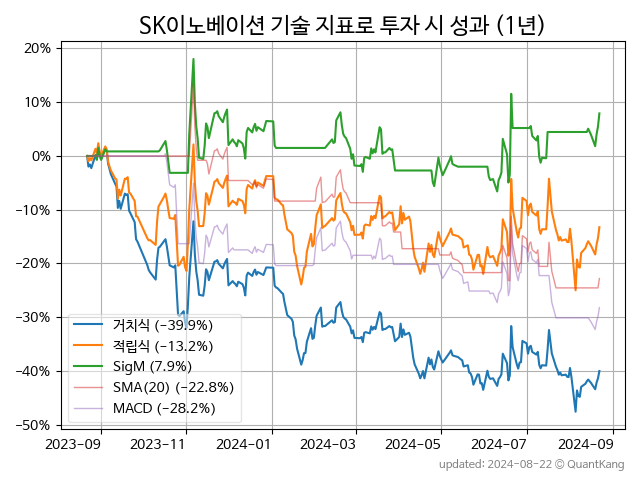 SK이노베이션 기술 지표로 투자 시 성과 (1년)
20%
10%
0%
−10%
−20%
−30%
−40%
−50%
거치식 (−39.9%)
적립식 (−13.2%)
SigM (7.9%)
SMA(20) (−22.8%)
MACD (−28.2%)
2023-09 2023-11 2024-01 2024-03 2024-05 2024-07 2024-09
updated: 2024-08-22 © QuantKang